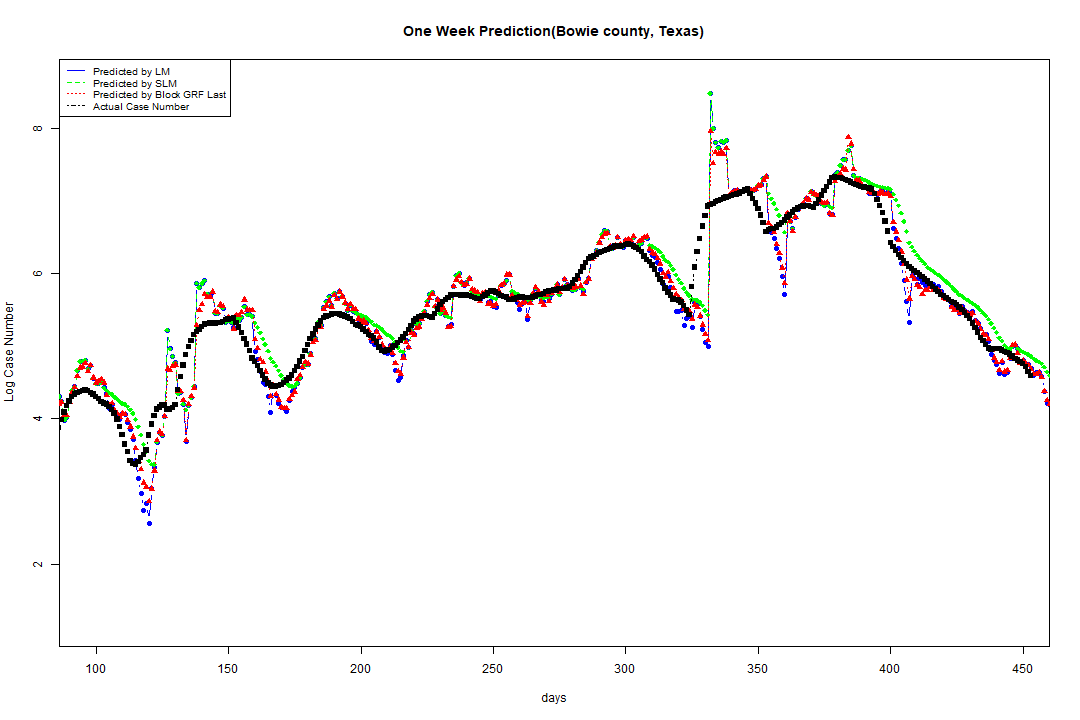 One Week Prediction(Bowie county, Texas)
Predicted by LM
Predicted by SLM
Predicted by Block GRF Last
Actual Case Number
Log Case Number
8
6
4
2
100 150 200 250 300 350 400 450
days